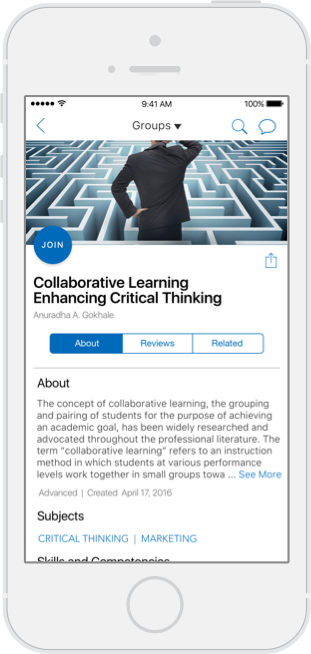 9:41 AM
100%
Groups ▼
JOIN
Collaborative Learning
Enhancing Critical Thinking
Anuradha A. Gokhale
About
Reviews
Related
About
The concept of collaborative learning, the grouping
and pairing of students for the purpose of achieving
an academic goal, has been widely researched and
advocated throughout the professional literature. The
term “collaborative learning” refers to an instruction
method in which students at various performance
levels work together in small groups towa ... See More
Advanced | Created April 17, 2016
Subjects
CRITICAL THINKING | MARKETING
Skills and Competencies